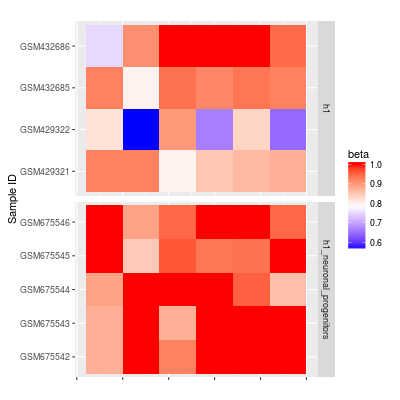 Sample ID
GSM432686
GSM432685
GSM429322
GSM429321
h1
GSM675546
GSM675545
GSM675544
GSM675543
GSM675542
h1_neuronal_progenitors
beta
1.0
0.9
0.8
0.7
0.6